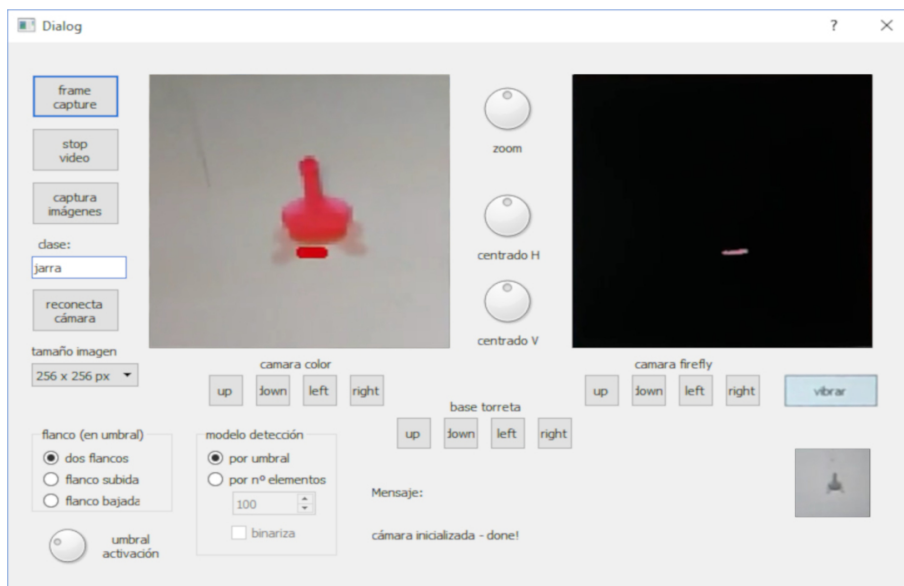 Dialog
?
frame
capture
stop
video
captura
imágenes
clase:
jarra
reconecta
cámara
tamaño imagen
256 x 256 px
zoom
centrado H
centrado V
camara color
up down left right
camara firefly
up down left right
vibrar
base torreta
up down left right
flanco (en umbral)
dos flancos
flanco subida
flanco bajada
umbral
activación
modelo detección
por umbral
por nº elementos
100
binariza
Mensaje:
cámara inicializada - done!